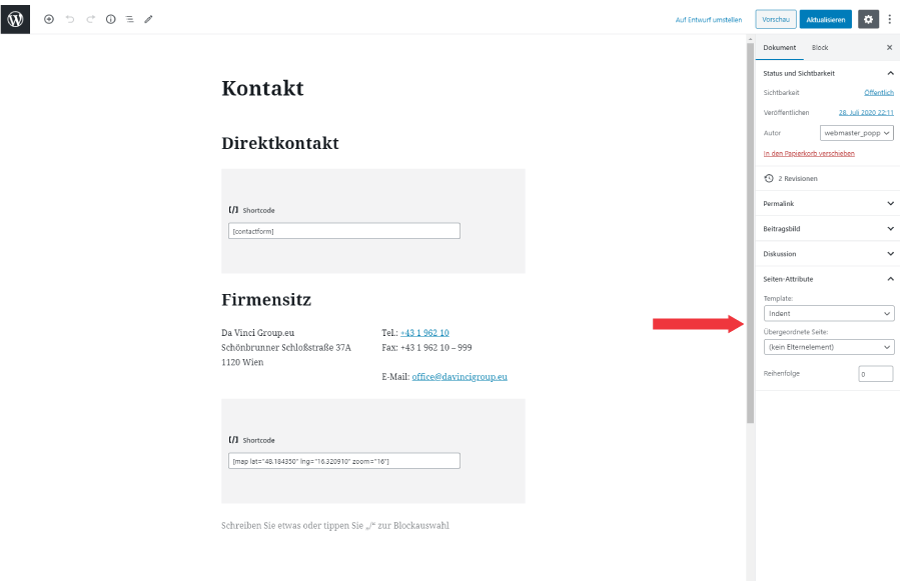 Auf Entwurf umstellen
Vorschau
Aktualisieren
Kontakt
Direktkontakt
[/] Shortcode
[contactform]
Firmensitz
Da Vinci Group.eu
Schönbrunner Schloßstraße 37A
1120 Wien
Tel.: +43 1 962 10
Fax: +43 1 962 10 – 999
E-Mail: office@davincigroup.eu
[/] Shortcode
[map lat="48.184350" lng="16.320910" zoom="16"]
Schreiben Sie etwas oder tippen Sie „/“ zur Blockauswahl
Dokument Block
Status und Sichtbarkeit
Sichtbarkeit Öffentlich
Veröffentlichen 28. Juli 2020 22:11
Autor webmaster_popp
In den Papierkorb verschieben
2 Revisionen
Permalink
Beitragsbild
Diskussion
Seiten-Attribute
Template:
Indent
Übergeordnete Seite:
(kein Elternelement)
Reihenfolge 0